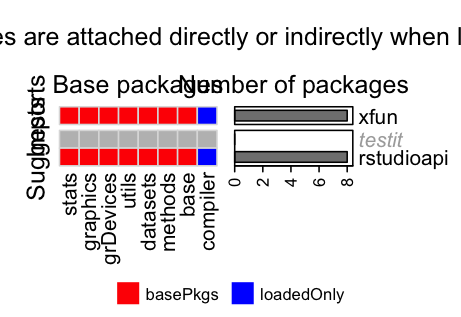 es are attached directly or indirectly when l
Base packages
Number of packages
Imports
Suggests
xfun
testit
rstudioapi
stats
graphics
grDevices
utils
datasets
methods
base
compiler
0
2
4
6
8
basePkgs
loadedOnly